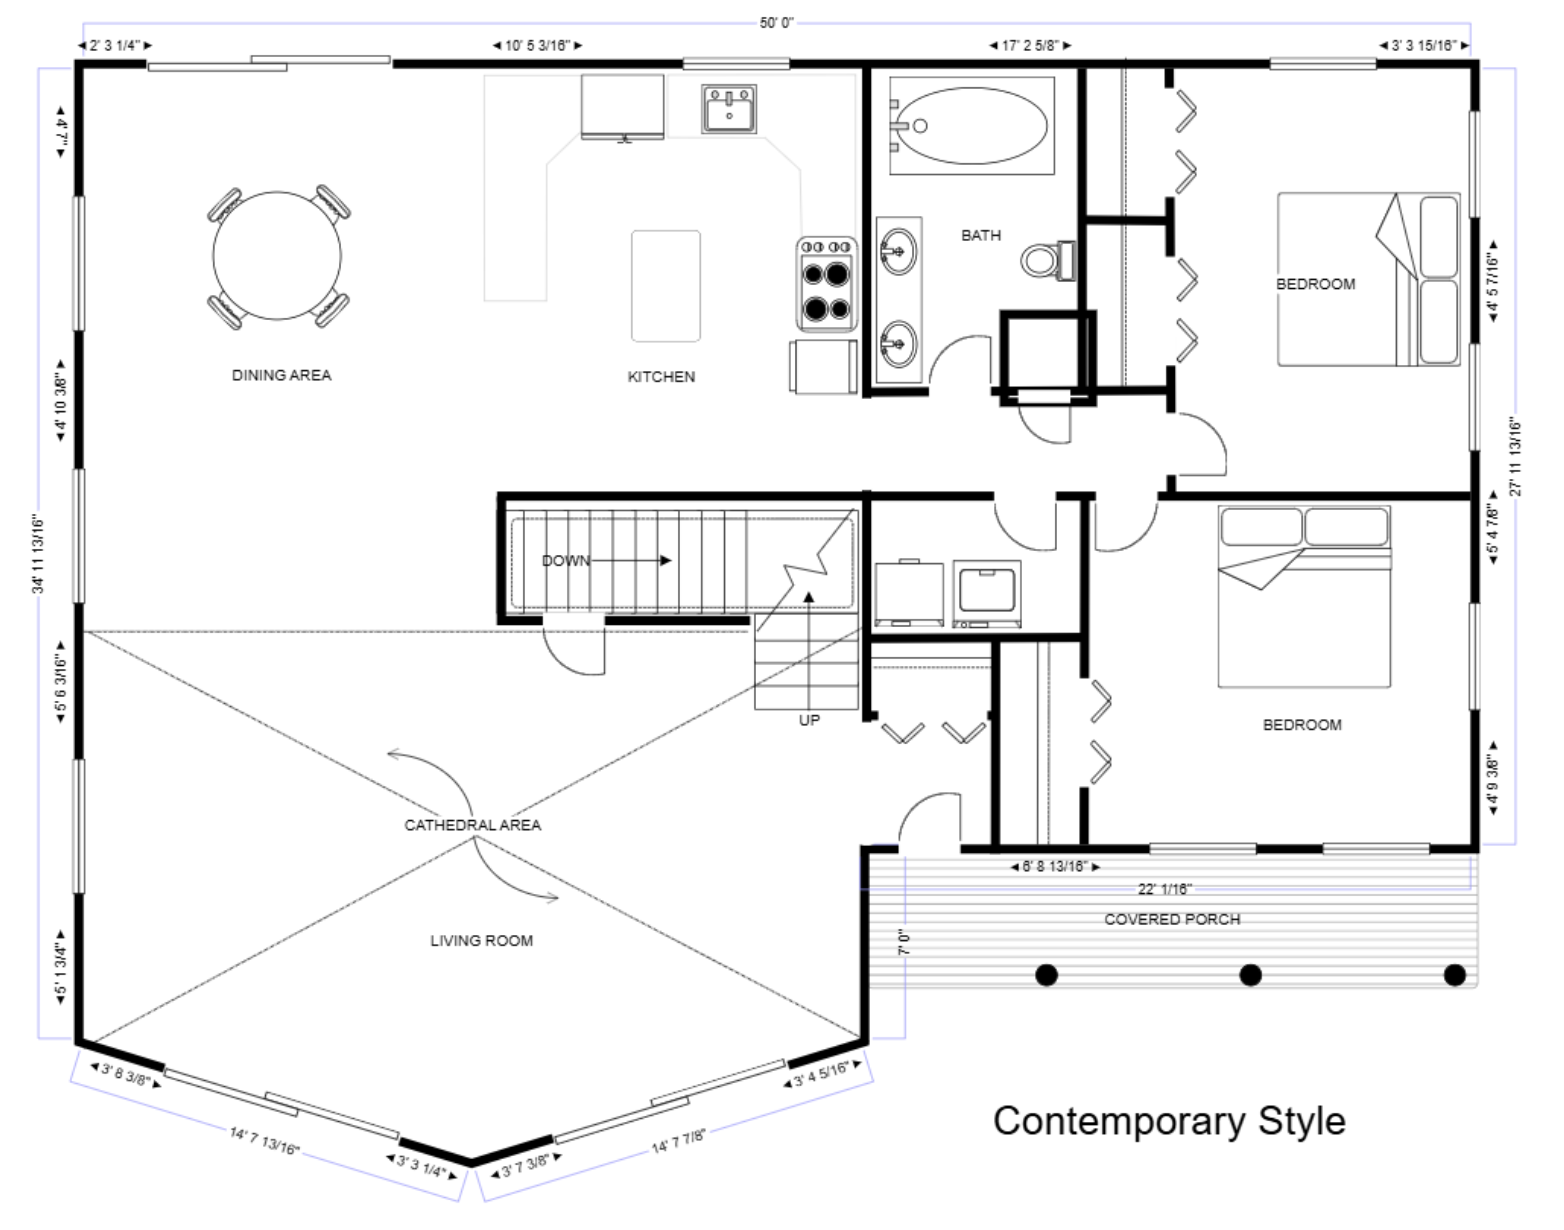 50' 0"
2' 3 1/4"
10' 5 3/16"
17' 2 5/8"
3' 3 15/16"
4' 7"
BATH
BEDROOM
4' 5 7/16"
DINING AREA
KITCHEN
4' 10 3/8"
27' 11 13/16"
34' 11 13/16"
5' 4 7/8"
DOWN
5' 6 3/16"
UP
BEDROOM
4' 9 3/8"
CATHEDRAL AREA
6' 8 13/16"
22' 1/16"
COVERED PORCH
LIVING ROOM
7' 0"
5' 1 3/4"
3' 8 3/8"
3' 4 5/16"
14' 7 13/16"
3' 3 1/4"
3' 7 3/8"
14' 7 7/8"
Contemporary Style